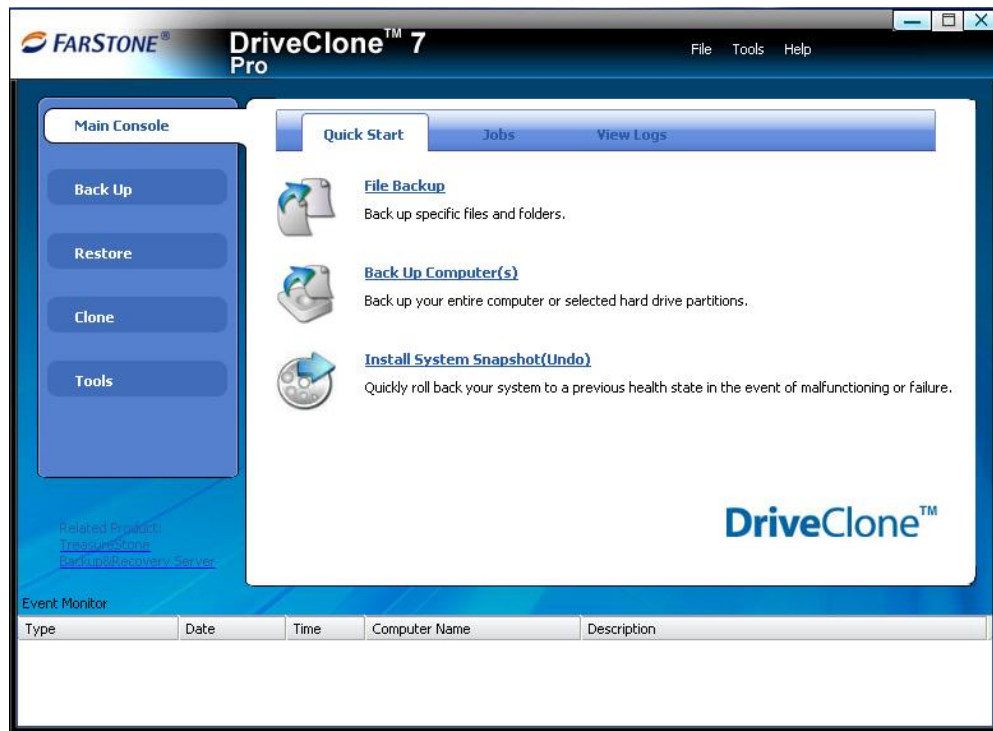 FARSTONE®
DriveClone™ 7
Pro
File Tools Help
Main Console
Back Up
Restore
Clone
Tools
Quick Start Jobs View Logs
File Backup
Back up specific files and folders.
Back Up Computer(s)
Back up your entire computer or selected hard drive partitions.
Install System Snapshot(Undo)
Quickly roll back your system to a previous health state in the event of malfunctioning or failure.
DriveClone™
Related Product:
TreasureStone
Backup&Recovery Server
Event Monitor
Type Date Time Computer Name Description